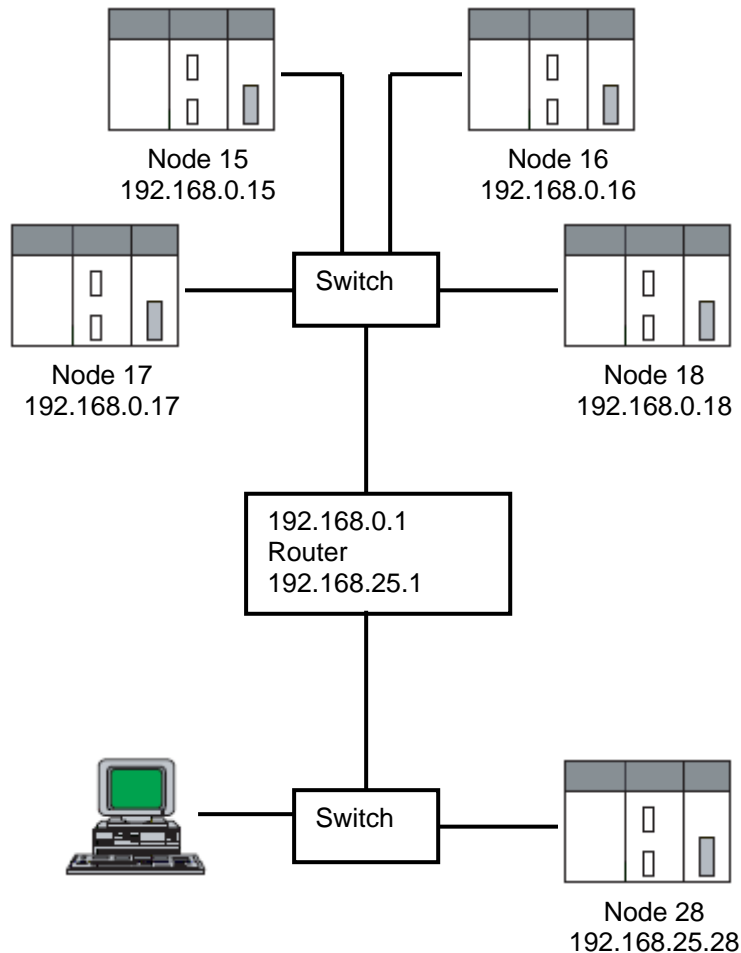 Node 15
192.168.0.15
Node 16
192.168.0.16
Switch
Node 17
192.168.0.17
Node 18
192.168.0.18
192.168.0.1
Router
192.168.25.1
Switch
Node 28
192.168.25.28